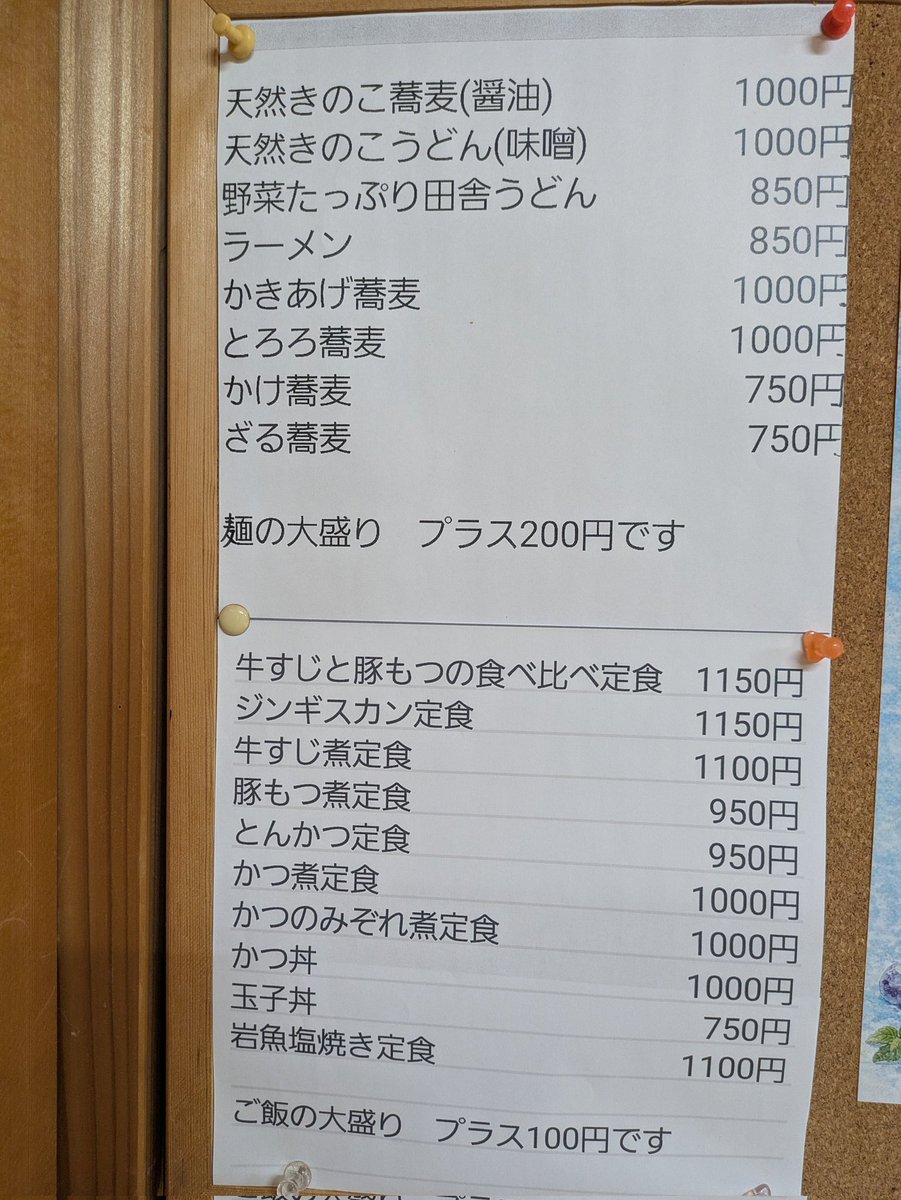 天然きのこ蕎麦(醤油) 1000円
天然きのこうどん(味噌) 1000円
野菜たっぷり田舎うどん 850円
ラーメン 850円
かきあげ蕎麦 1000円
とろろ蕎麦 1000円
かけ蕎麦 750円
ざる蕎麦 750円
麺の大盛り プラス200円です
牛すじと豚もつの食べ比べ定食 1150円
ジンギスカン定食 1150円
牛すじ煮定食 1100円
豚もつ煮定食 950円
とんかつ定食 950円
かつ煮定食 1000円
かつのみぞれ煮定食 1000円
かつ丼 1000円
玉子丼 750円
岩魚塩焼き定食 1100円
ご飯の大盛り プラス100円です